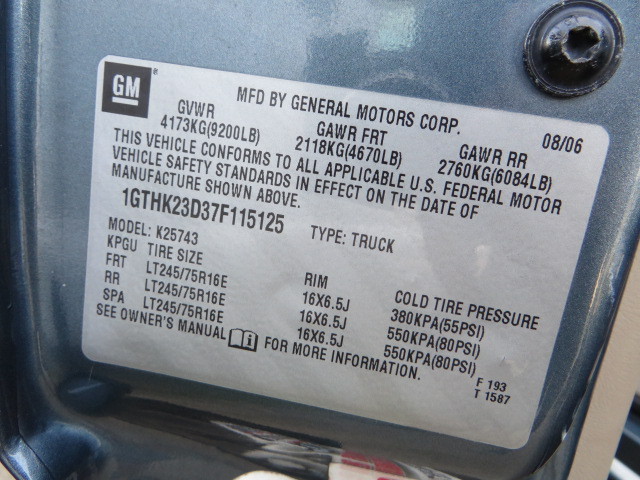 GM
MFD BY GENERAL MOTORS CORP. 08/06
GVWR GAWR FRT GAWR RR
4173KG(9200LB) 2118KG(4670LB) 2760KG(6084LB)
THIS VEHICLE CONFORMS TO ALL APPLICABLE U.S. FEDERAL MOTOR
VEHICLE SAFETY STANDARDS IN EFFECT ON THE DATE OF
MANUFACTURE SHOWN ABOVE.
1GTHK23D37F115125 TYPE: TRUCK
MODEL: K25743
KPGU TIRE SIZE RIM COLD TIRE PRESSURE
FRT LT245/75R16E 16X6.5J 380KPA(55PSI)
RR LT245/75R16E 16X6.5J 550KPA(80PSI)
SPA LT245/75R16E 16X6.5J 550KPA(80PSI)
SEE OWNER'S MANUAL FOR MORE INFORMATION.
F 193
T 1587